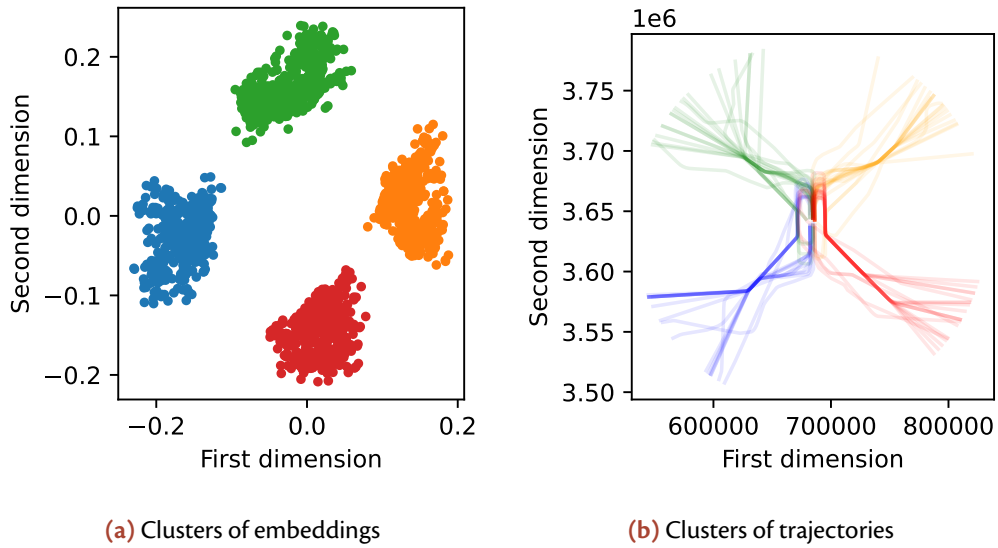 0.2
0.1
0.0
−0.1
−0.2
Second dimension
−0.2
0.0
0.2
First dimension
1e6
3.75
3.70
3.65
3.60
3.55
3.50
Second dimension
600000
700000
800000
First dimension
(a) Clusters of embeddings
(b) Clusters of trajectories